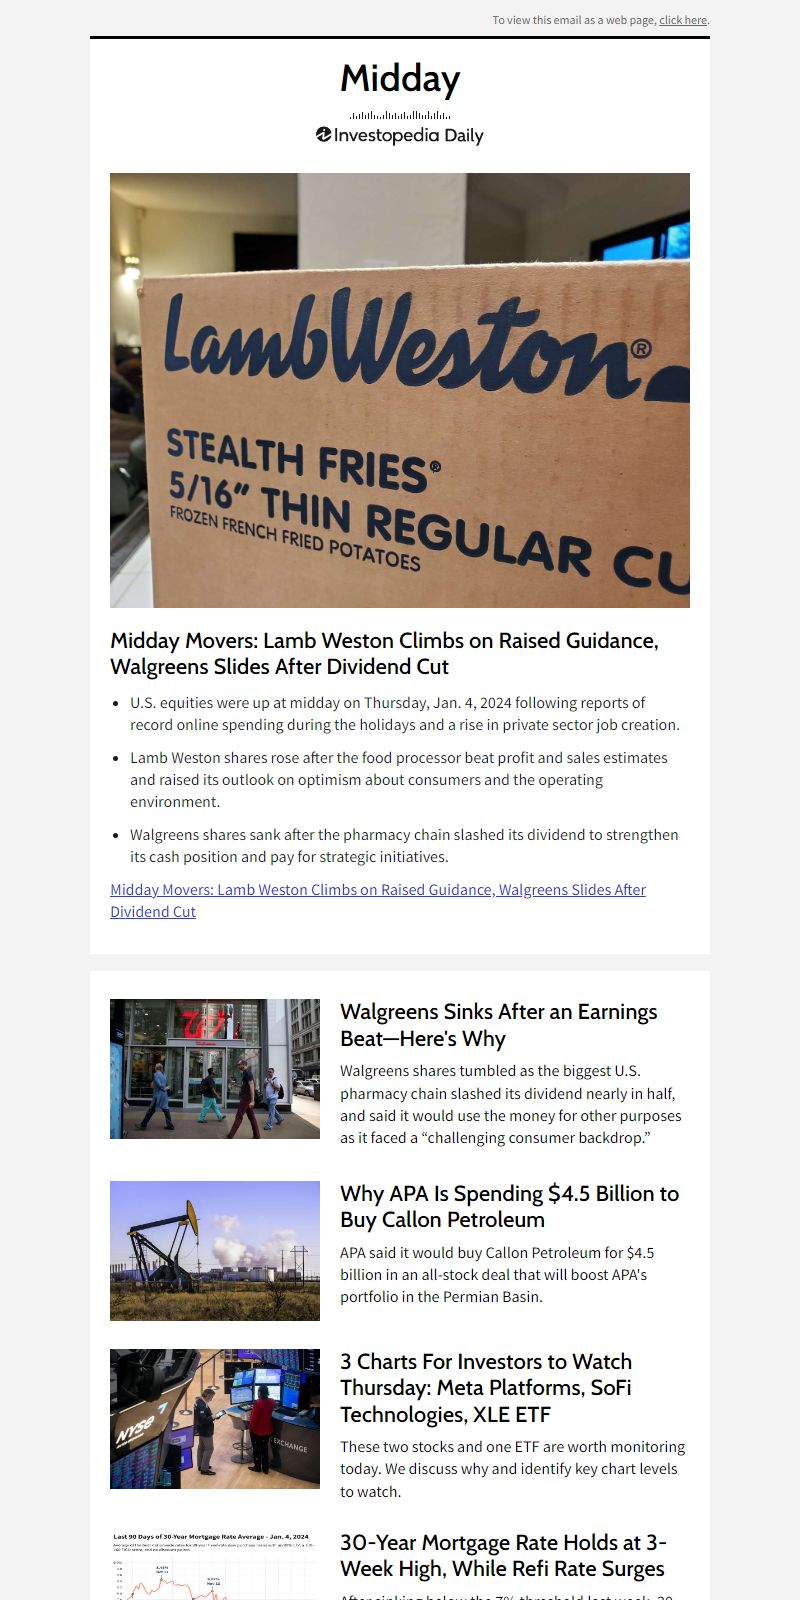 To view this email as a web page, click here.
Midday
Investopedia Daily
LambWeston®
STEALTH FRIES®
5/16" THIN REGULAR CU
FROZEN FRENCH FRIED POTATOES
Midday Movers: Lamb Weston Climbs on Raised Guidance,
Walgreens Slides After Dividend Cut
• U.S. equities were up at midday on Thursday, Jan. 4, 2024 following reports of
record online spending during the holidays and a rise in private sector job creation.
• Lamb Weston shares rose after the food processor beat profit and sales estimates
and raised its outlook on optimism about consumers and the operating
environment.
• Walgreens shares sank after the pharmacy chain slashed its dividend to strengthen
its cash position and pay for strategic initiatives.
Midday Movers: Lamb Weston Climbs on Raised Guidance, Walgreens Slides After
Dividend Cut
Walgreens Sinks After an Earnings
Beat—Here's Why
Walgreens shares tumbled as the biggest U.S.
pharmacy chain slashed its dividend nearly in half,
and said it would use the money for other purposes
as it faced a “challenging consumer backdrop.”
Why APA Is Spending $4.5 Billion to
Buy Callon Petroleum
APA said it would buy Callon Petroleum for $4.5
billion in an all-stock deal that will boost APA's
portfolio in the Permian Basin.
NYSE
EXCHANGE
3 Charts For Investors to Watch
Thursday: Meta Platforms, SoFi
Technologies, XLE ETF
These two stocks and one ETF are worth monitoring
today. We discuss why and identify key chart levels
to watch.
Last 90 Days of 30-Year Mortgage Rate Average - Jan. 4, 2024
30-Year Mortgage Rate Holds at 3-
Week High, While Refi Rate Surges
After sinking below the 7% threshold last week, 30-